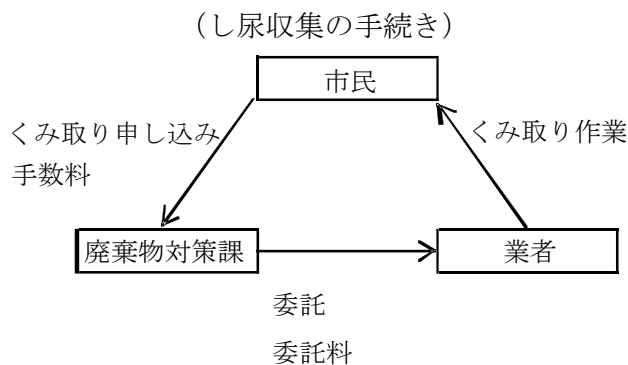 （し尿収集の手続き）
市民
くみ取り申し込み
手数料
くみ取り作業
廃棄物対策課
業者
委託
委託料